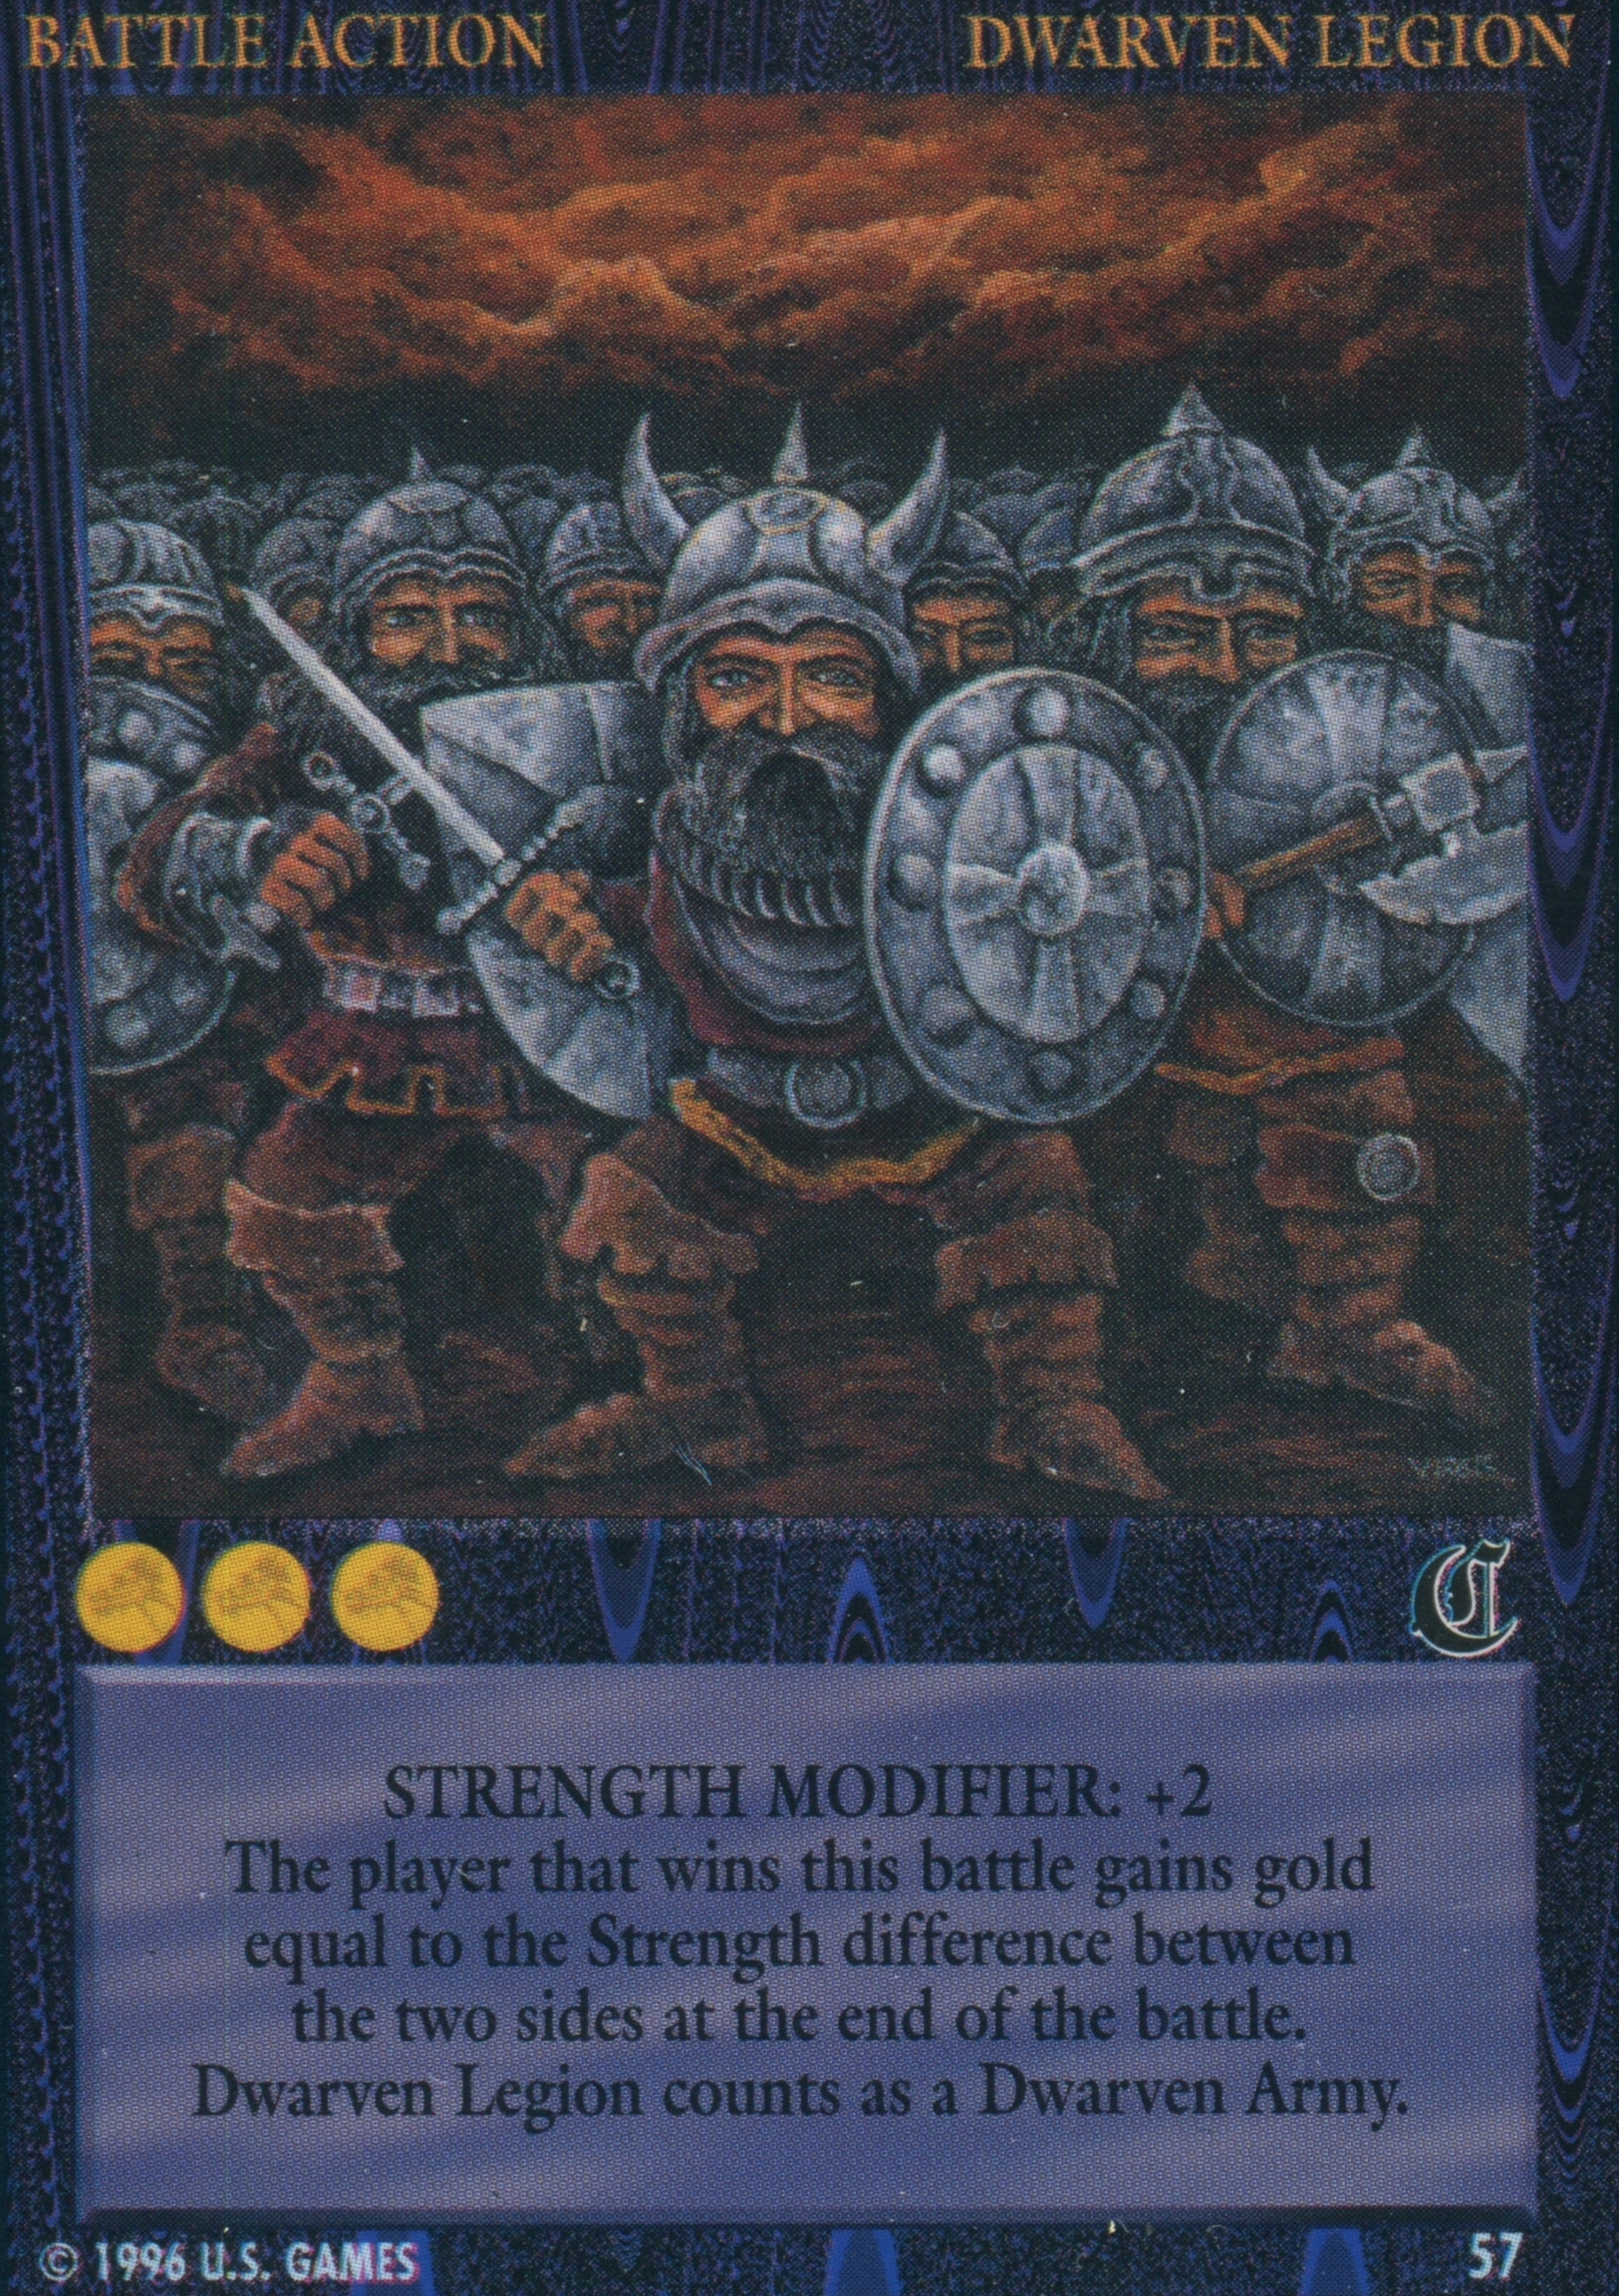 BATTLE ACTION
DWARVEN LEGION
C
STRENGTH MODIFIER: +2
The player that wins this battle gains gold
equal to the Strength difference between
the two sides at the end of the battle.
Dwarven Legion counts as a Dwarven Army.
© 1996 U.S. GAMES
57